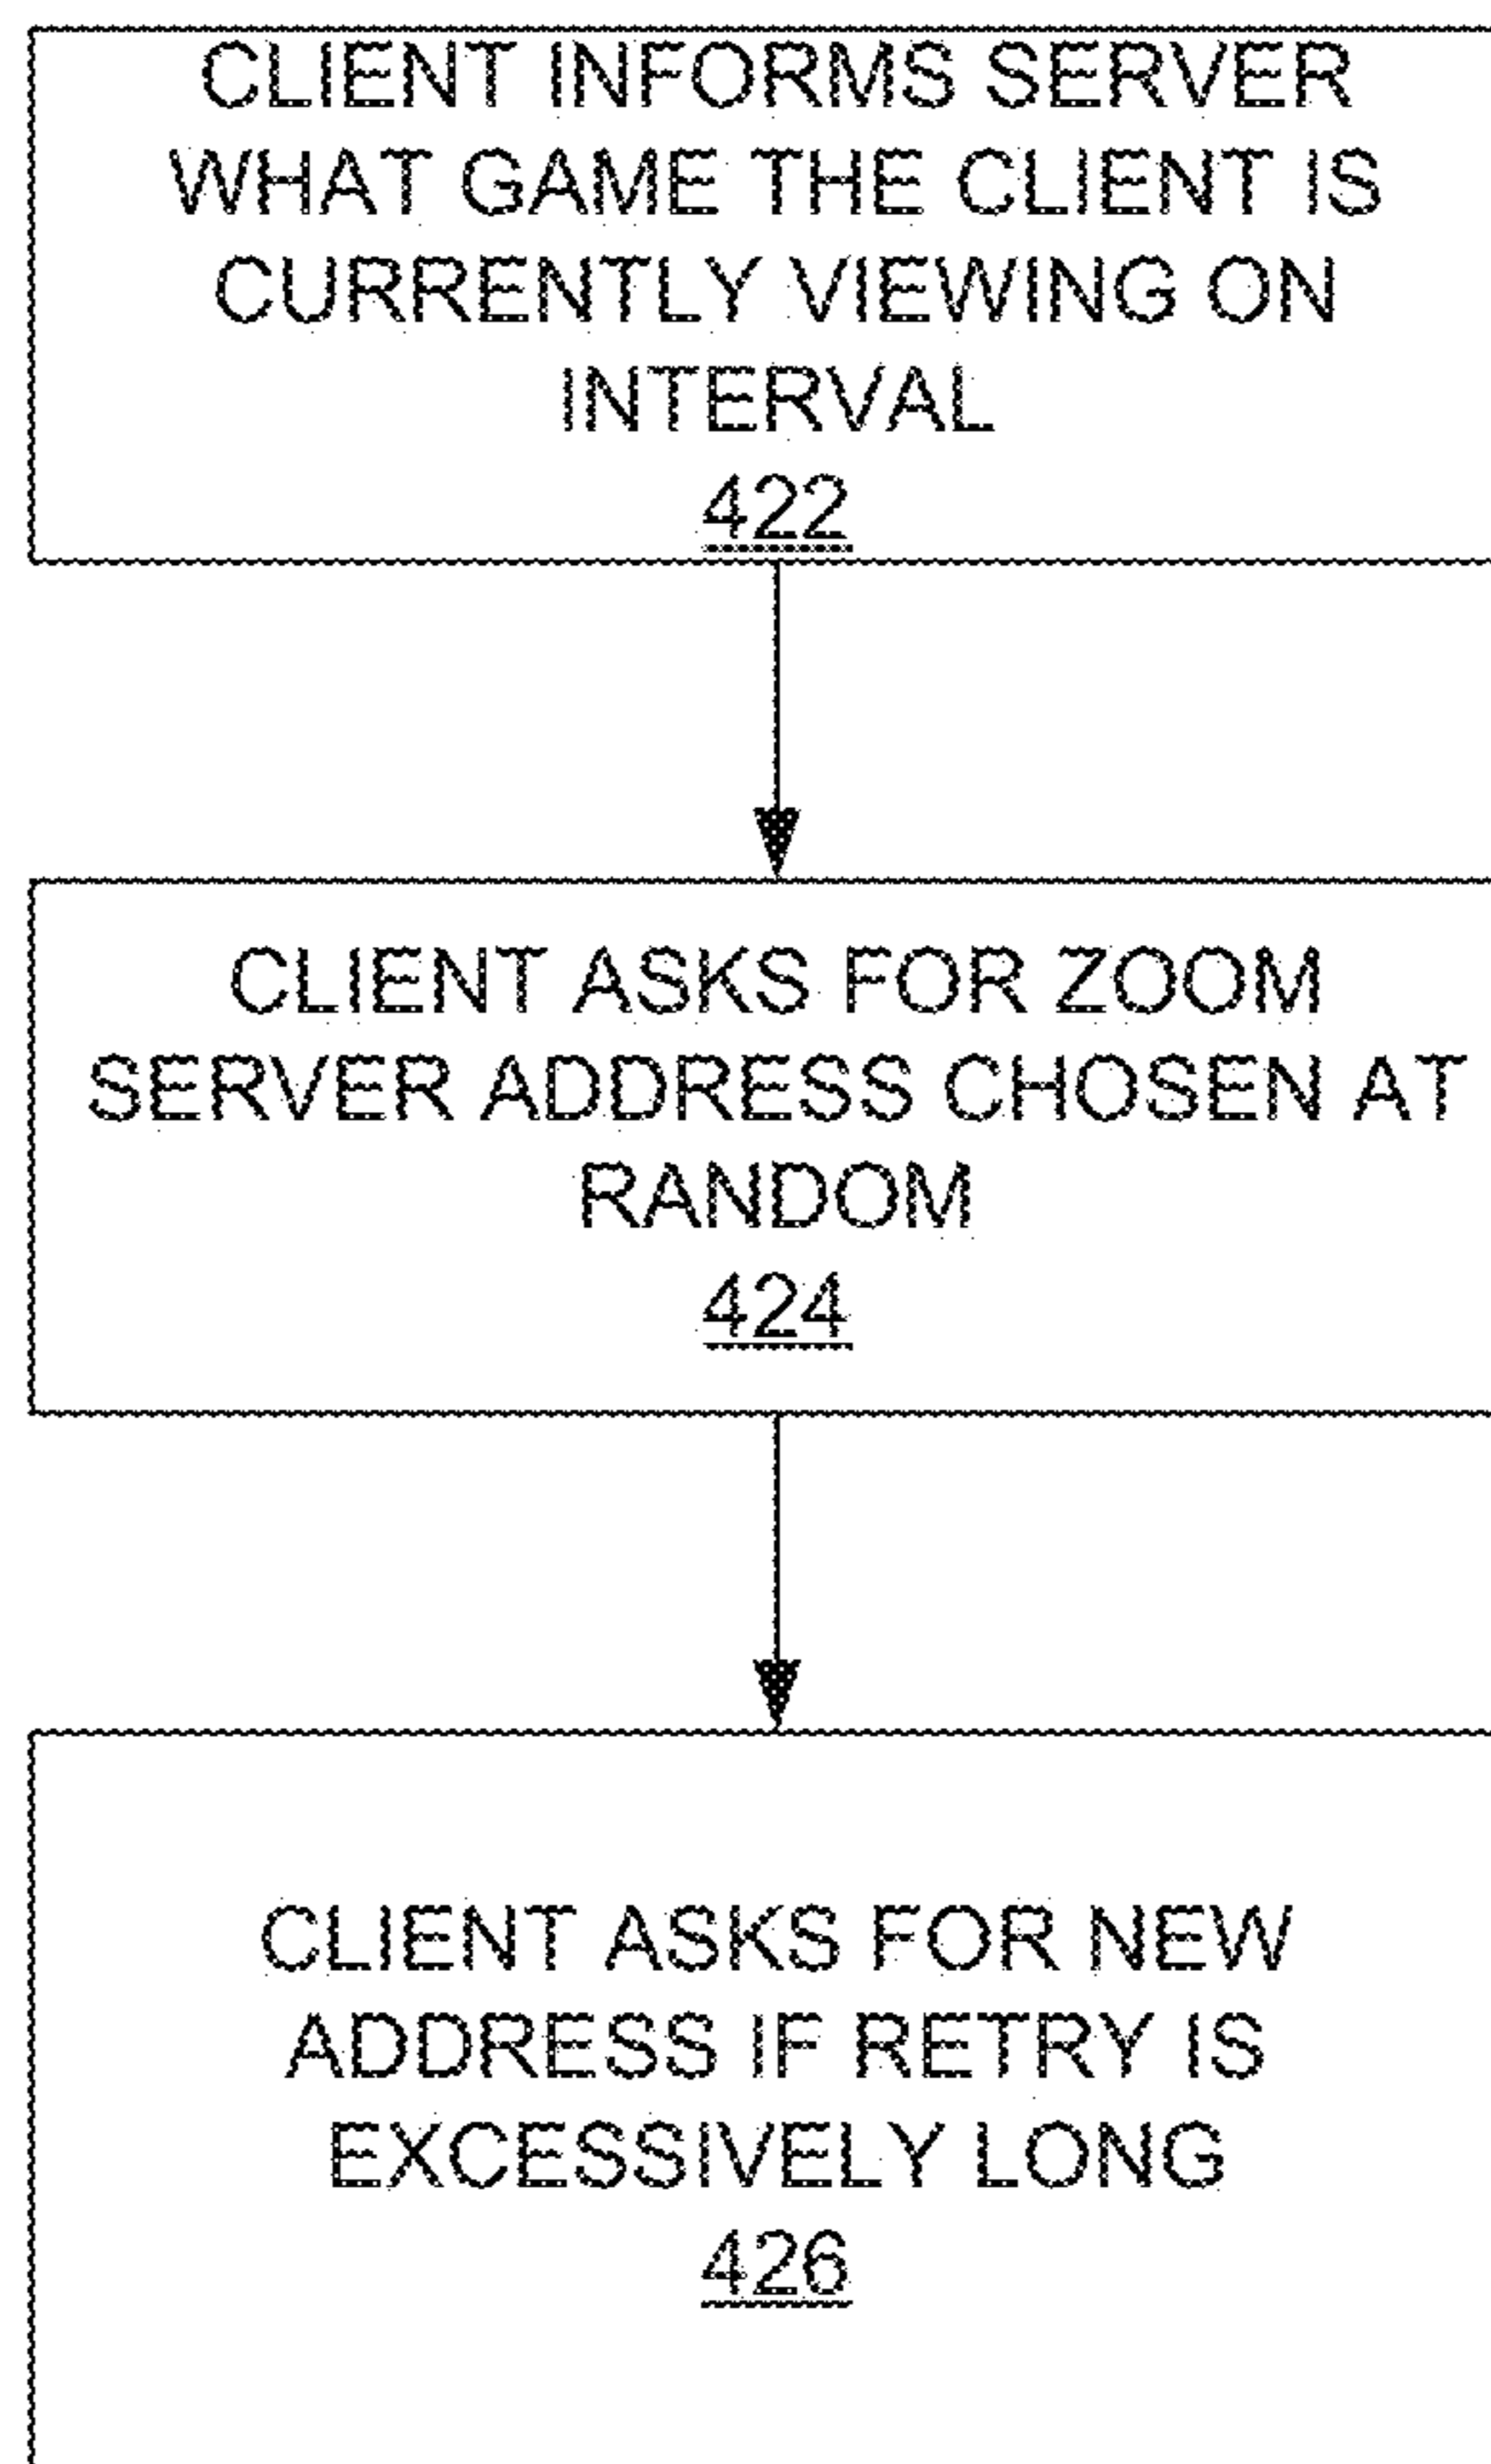 CLIENT INFORMS SERVER
WHAT GAME THE CLIENT IS
CURRENTLY VIEWING ON
INTERVAL
422
CLIENT ASKS FOR ZOOM
SERVER ADDRESS CHOSEN AT
RANDOM
424
CLIENT ASKS FOR NEW
ADDRESS IF RETRY IS
EXCESSIVELY LONG
426